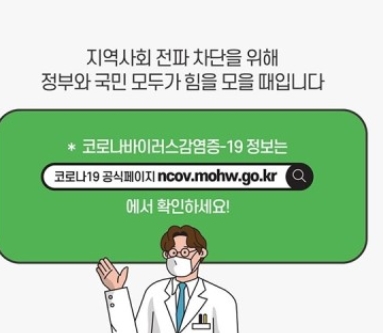 지역사회 전파 차단을 위해
정부와 국민 모두가 힘을 모을 때입니다
* 코로나바이러스감염증-19 정보는
코로나19 공식페이지 ncov.mohw.go.kr
에서 확인하세요!